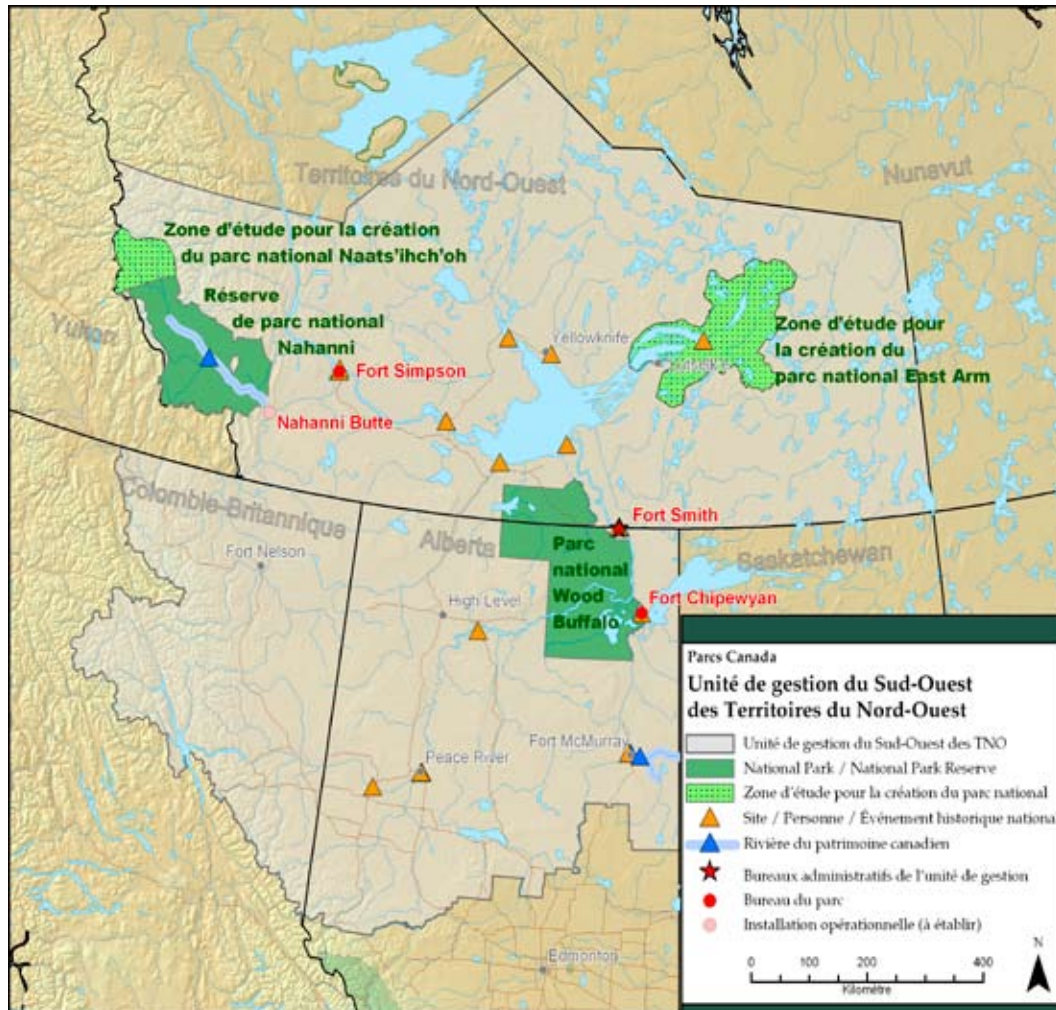 Territoires du Nord-Ouest
Nunavut
Zone d'étude pour la création
du parc national Naats'ihch'oh
Réserve
de parc national
Nahanni
Yukon
Yellowknife
Zone d'étude pour
la création du
parc national East Arm
Fort Simpson
Nahanni Butte
Colombie-Britannique
Alberta
Saskatchewan
Fort Smith
Parc
national
Wood
Buffalo
Fort Nelson
High Level
Fort Chipewyan
Fort McMurray
Peace River
Edmonton
Parcs Canada
Unité de gestion du Sud-Ouest
des Territoires du Nord-Ouest
Unité de gestion du Sud-Ouest des TNO
National Park / National Park Reserve
Zone d'étude pour la création du parc national
Site / Personne / Événement historique national
Rivière du patrimoine canadien
Bureaux administratifs de l'unité de gestion
Bureau du parc
Installation opérationnelle (à établir)
N
0 100 200 300 400
Kilomètre